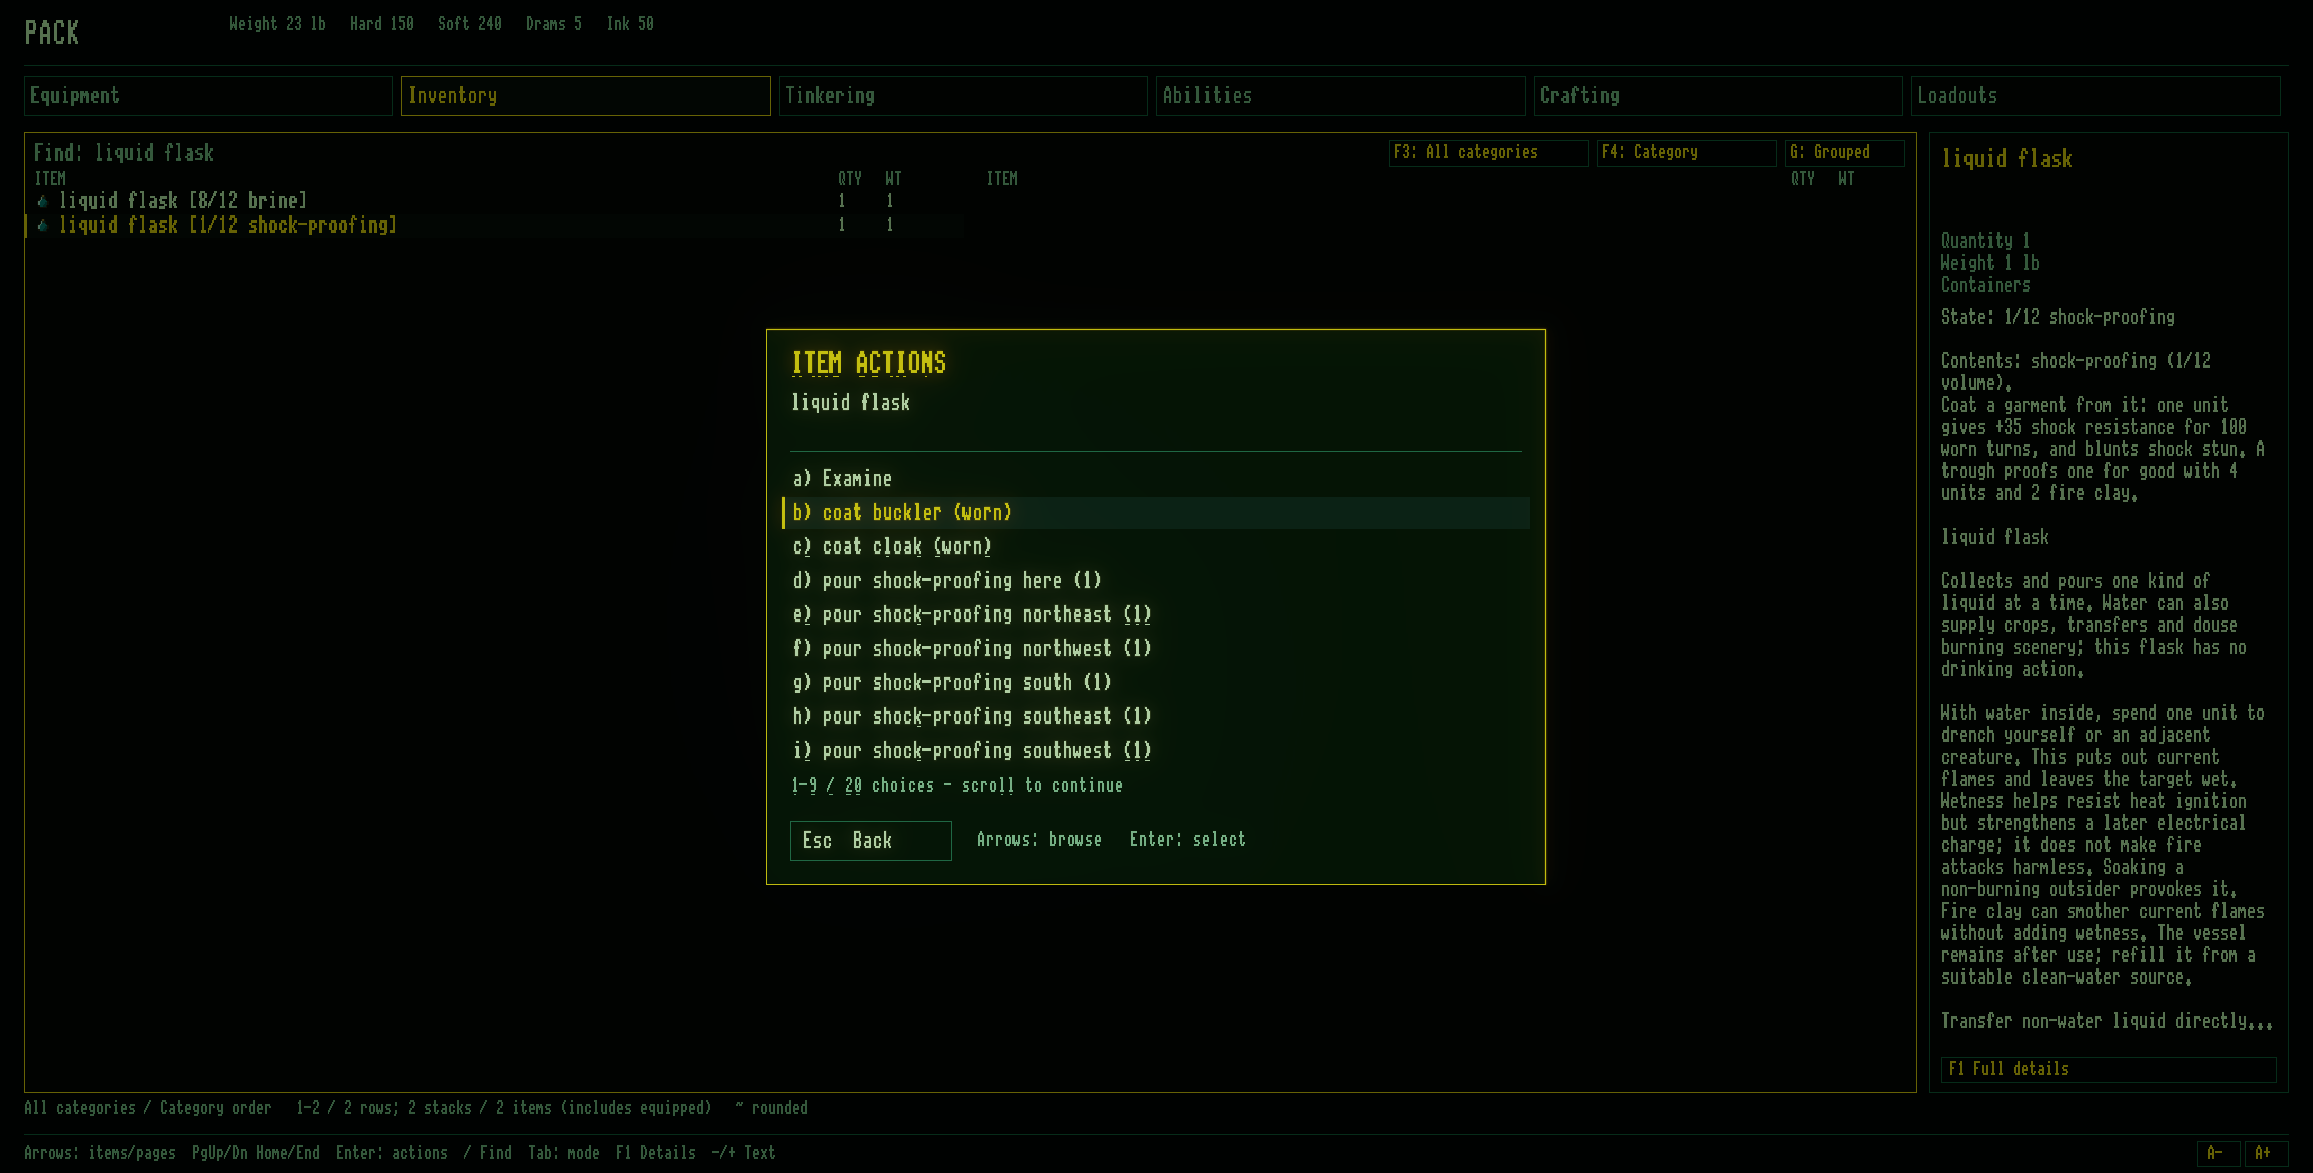 PACK
Weight 23 lb Hard 150 Soft 240 Drams 5 Ink 50
Equipment
Inventory
Tinkering
Abilities
Crafting
Loadouts
Find: liquid flask
F3: All categories
F4: Category
G: Grouped
ITEM QTY WT ITEM QTY WT
liquid flask [8/12 brine] 1 1
liquid flask [1/12 shock-proofing] 1 1
ITEM ACTIONS
liquid flask
a) Examine
b) coat buckler (worn)
c) coat cloak (worn)
d) pour shock-proofing here (1)
e) pour shock-proofing northeast (1)
f) pour shock-proofing northwest (1)
g) pour shock-proofing south (1)
h) pour shock-proofing southeast (1)
i) pour shock-proofing southwest (1)
1-9 / 20 choices - scroll to continue
Esc Back Arrows: browse Enter: select
liquid flask
Quantity 1
Weight 1 lb
Containers
State: 1/12 shock-proofing
Contents: shock-proofing (1/12
volume).
Coat a garment from it: one unit
gives +35 shock resistance for 100
worn turns, and blunts shock stun. A
trough proofs one for good with 4
units and 2 fire clay.
liquid flask
Collects and pours one kind of
liquid at a time. Water can also
supply crops, transfers and douse
burning scenery; this flask has no
drinking action.
With water inside, spend one unit to
drench yourself or an adjacent
creature. This puts out current
flames and leaves the target wet.
Wetness helps resist heat ignition
but strengthens a later electrical
charge; it does not make fire
attacks harmless. Soaking a
non-burning outsider provokes it.
Fire clay can smother current flames
without adding wetness. The vessel
remains after use; refill it from a
suitable clean-water source.
Transfer non-water liquid directly...
F1 Full details
All categories / Category order 1-2 / 2 rows; 2 stacks / 2 items (includes equipped) ~ rounded
Arrows: items/pages PgUp/Dn Home/End Enter: actions / Find Tab: mode F1 Details -/+ Text
A- A+